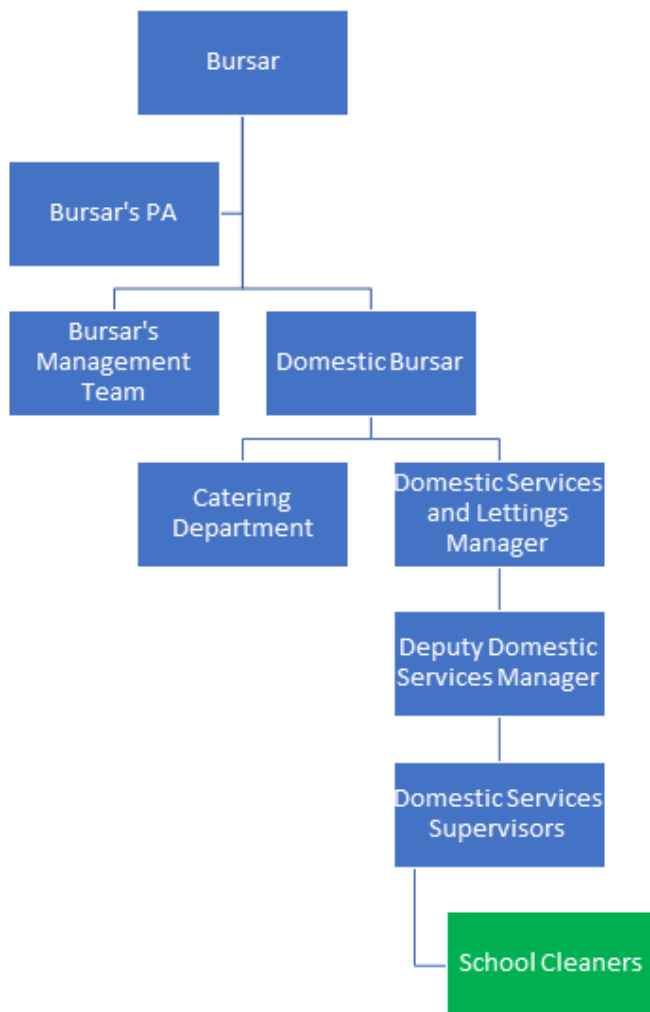 Bursar
Bursar's PA
Bursar's
Management
Team
Domestic Bursar
Catering
Department
Domestic Services
and Lettings
Manager
Deputy Domestic
Services Manager
Domestic Services
Supervisors
School Cleaners